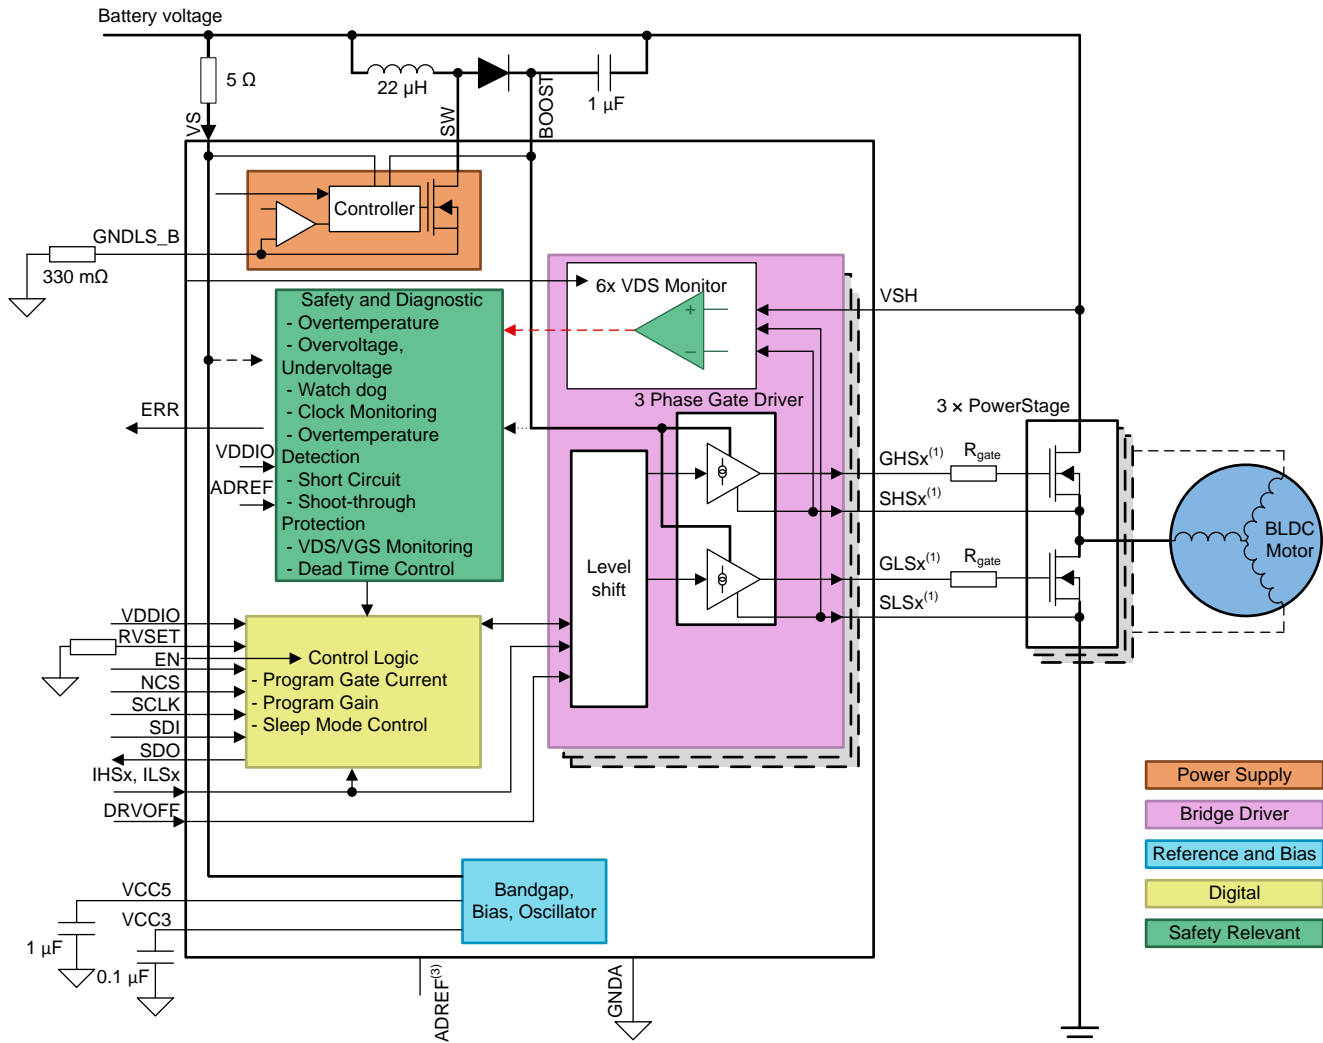 Battery voltage
5 Ω
22 µH
1 µF
VS
SW
BOOST
Controller
GNDLS_B
330 mΩ
6x VDS Monitor
+
−
VSH
Safety and Diagnostic
- Overtemperature
- Overvoltage,
Undervoltage
- Watch dog
- Clock Monitoring
- Overtemperature
Detection
- Short Circuit
- Shoot-through
Protection
- VDS/VGS Monitoring
- Dead Time Control
ERR
VDDIO
ADREF
3 Phase Gate Driver
Level
shift
3 × PowerStage
GHSx(1)
Rgate
SHSx(1)
GLSx(1)
Rgate
SLSx(1)
BLDC
Motor
VDDIO
RVSET
EN
NCS
SCLK
SDI
SDO
IHSx, ILSx
DRVOFF
Control Logic
- Program Gate Current
- Program Gain
- Sleep Mode Control
Power Supply
Bridge Driver
Reference and Bias
Digital
Safety Relevant
VCC5
VCC3
1 µF
0.1 µF
Bandgap,
Bias, Oscillator
ADREF(3)
GNDA